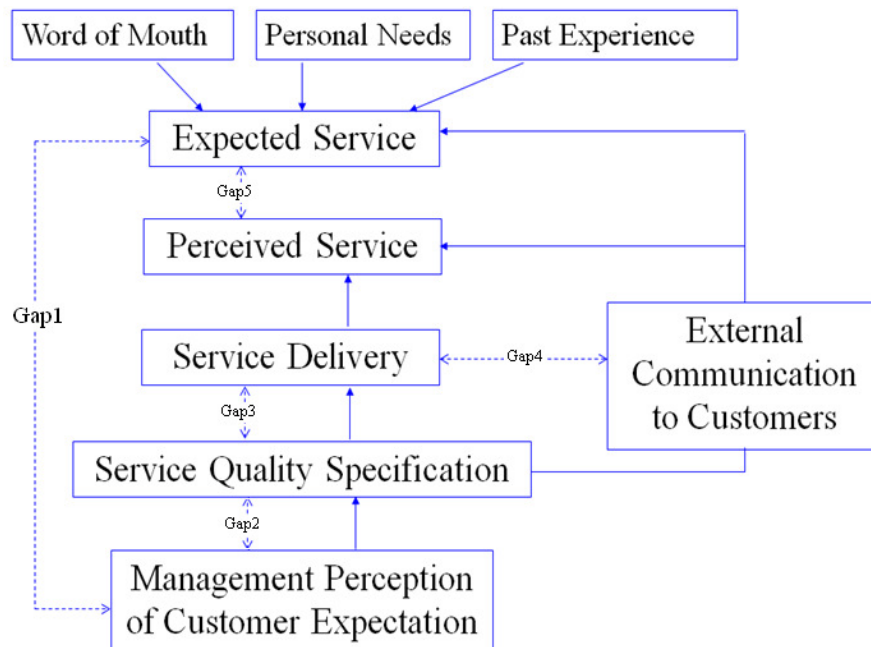 Word of Mouth
Personal Needs
Past Experience
Expected Service
Gap5
Perceived Service
Gap1
Service Delivery
Gap4
External
Communication
to Customers
Gap3
Service Quality Specification
Gap2
Management Perception
of Customer Expectation